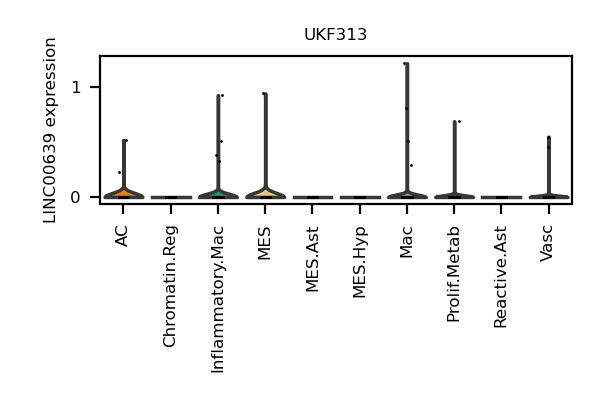 UKF313
LINC00639 expression
1
0
AC
Chromatin.Reg
Inflammatory.Mac
MES
MES.Ast
MES.Hyp
Mac
Prolif.Metab
Reactive.Ast
Vasc